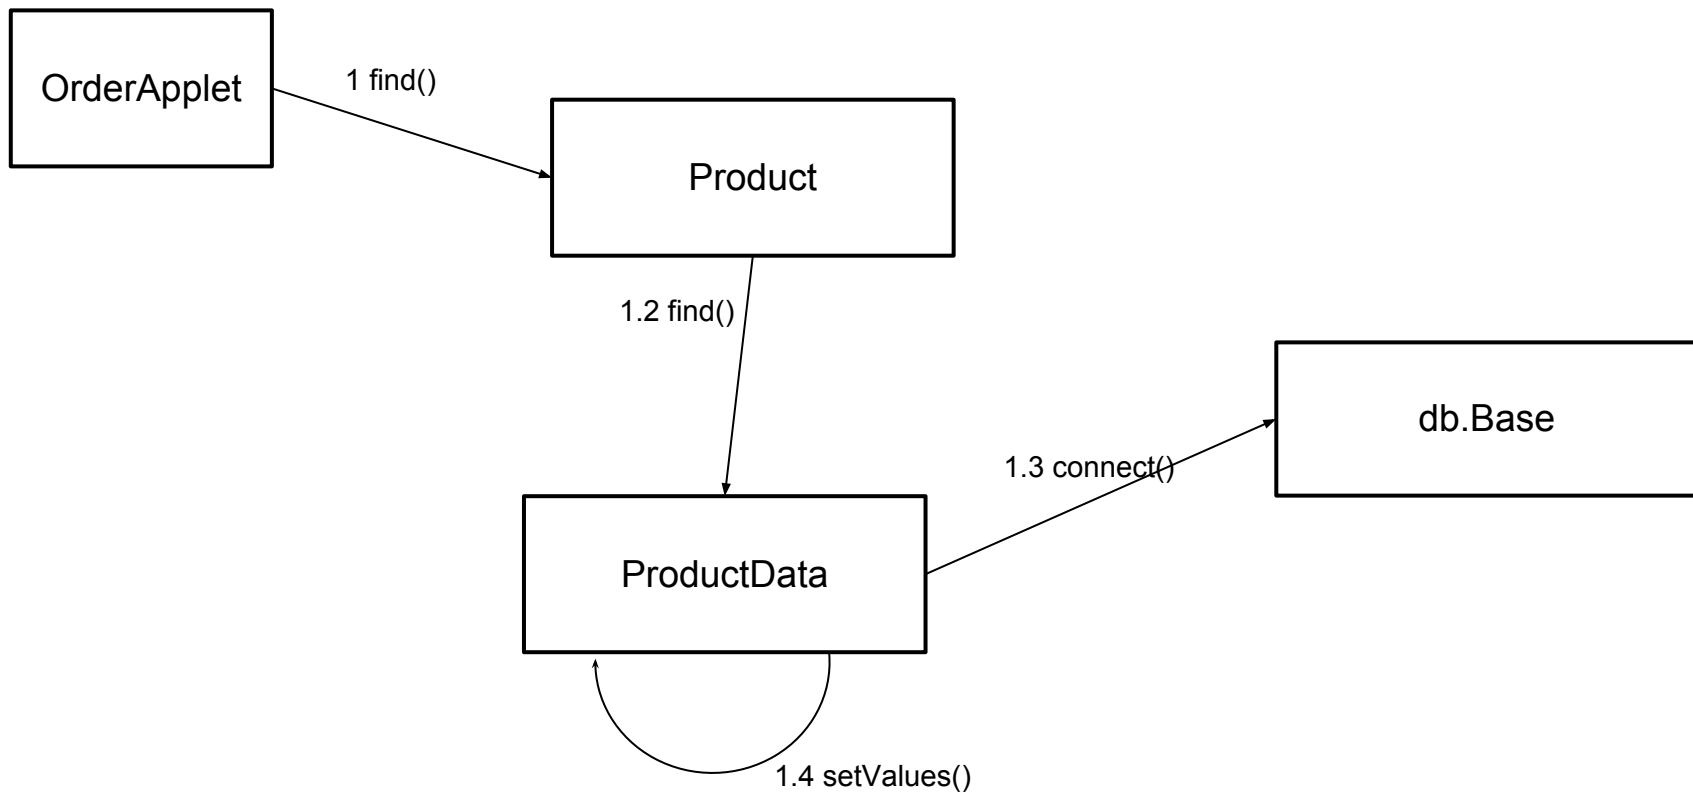 OrderApplet
1 find()
Product
1.2 find()
db.Base
1.3 connect()
ProductData
1.4 setValues()